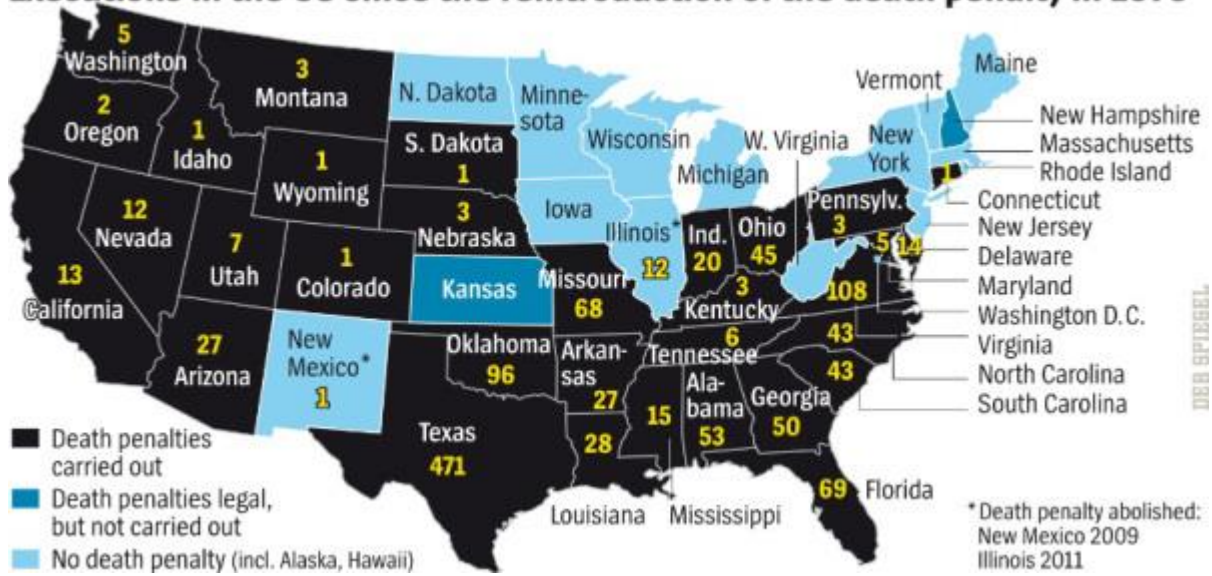 5
Washington
3
Montana
N. Dakota
Minne-
sota
Vermont
Maine
2
Oregon
1
Idaho
1
Wyoming
S. Dakota
1
Wisconsin
Michigan
W. Virginia
New
York
New Hampshire
Massachusetts
Rhode Island
1
Connecticut
New Jersey
Delaware
Maryland
Washington D. C.
Virginia
North Carolina
South Carolina
12
Nevada
7
Utah
1
Colorado
3
Nebraska
Iowa
Illinois*
12
Ind.
20
Ohio
45
Pennsylv.
3
5
14
13
California
Kansas
Missouri
68
3
Kentucky
108
27
Arizona
New
Mexico*
1
Oklahoma
96
Arkan-
sas
27
6
Tennessee
43
43
Texas
471
28
15
Ala-
bama
53
Georgia
50
69
Florida
Louisiana
Mississippi
Death penalties
carried out
Death penalties legal,
but not carried out
No death penalty (incl. Alaska, Hawaii)
* Death penalty abolished:
New Mexico 2009
Illinois 2011
DER SPIEGEL